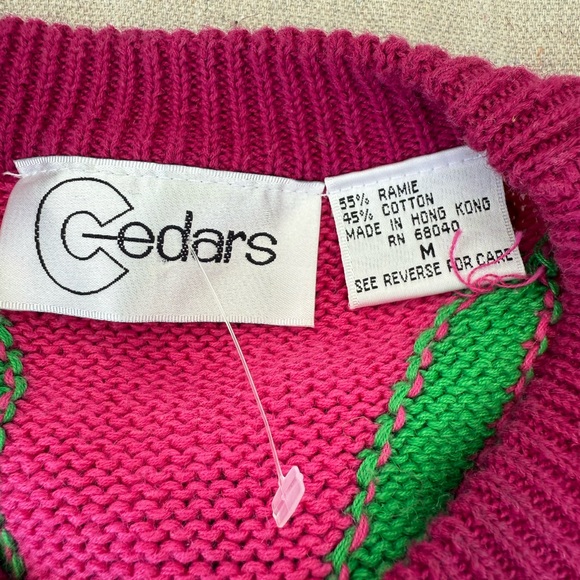 Cedars
55% RAMIE
45% COTTON
MADE IN HONG KONG
RN 68040
M
SEE REVERSE FOR CARE